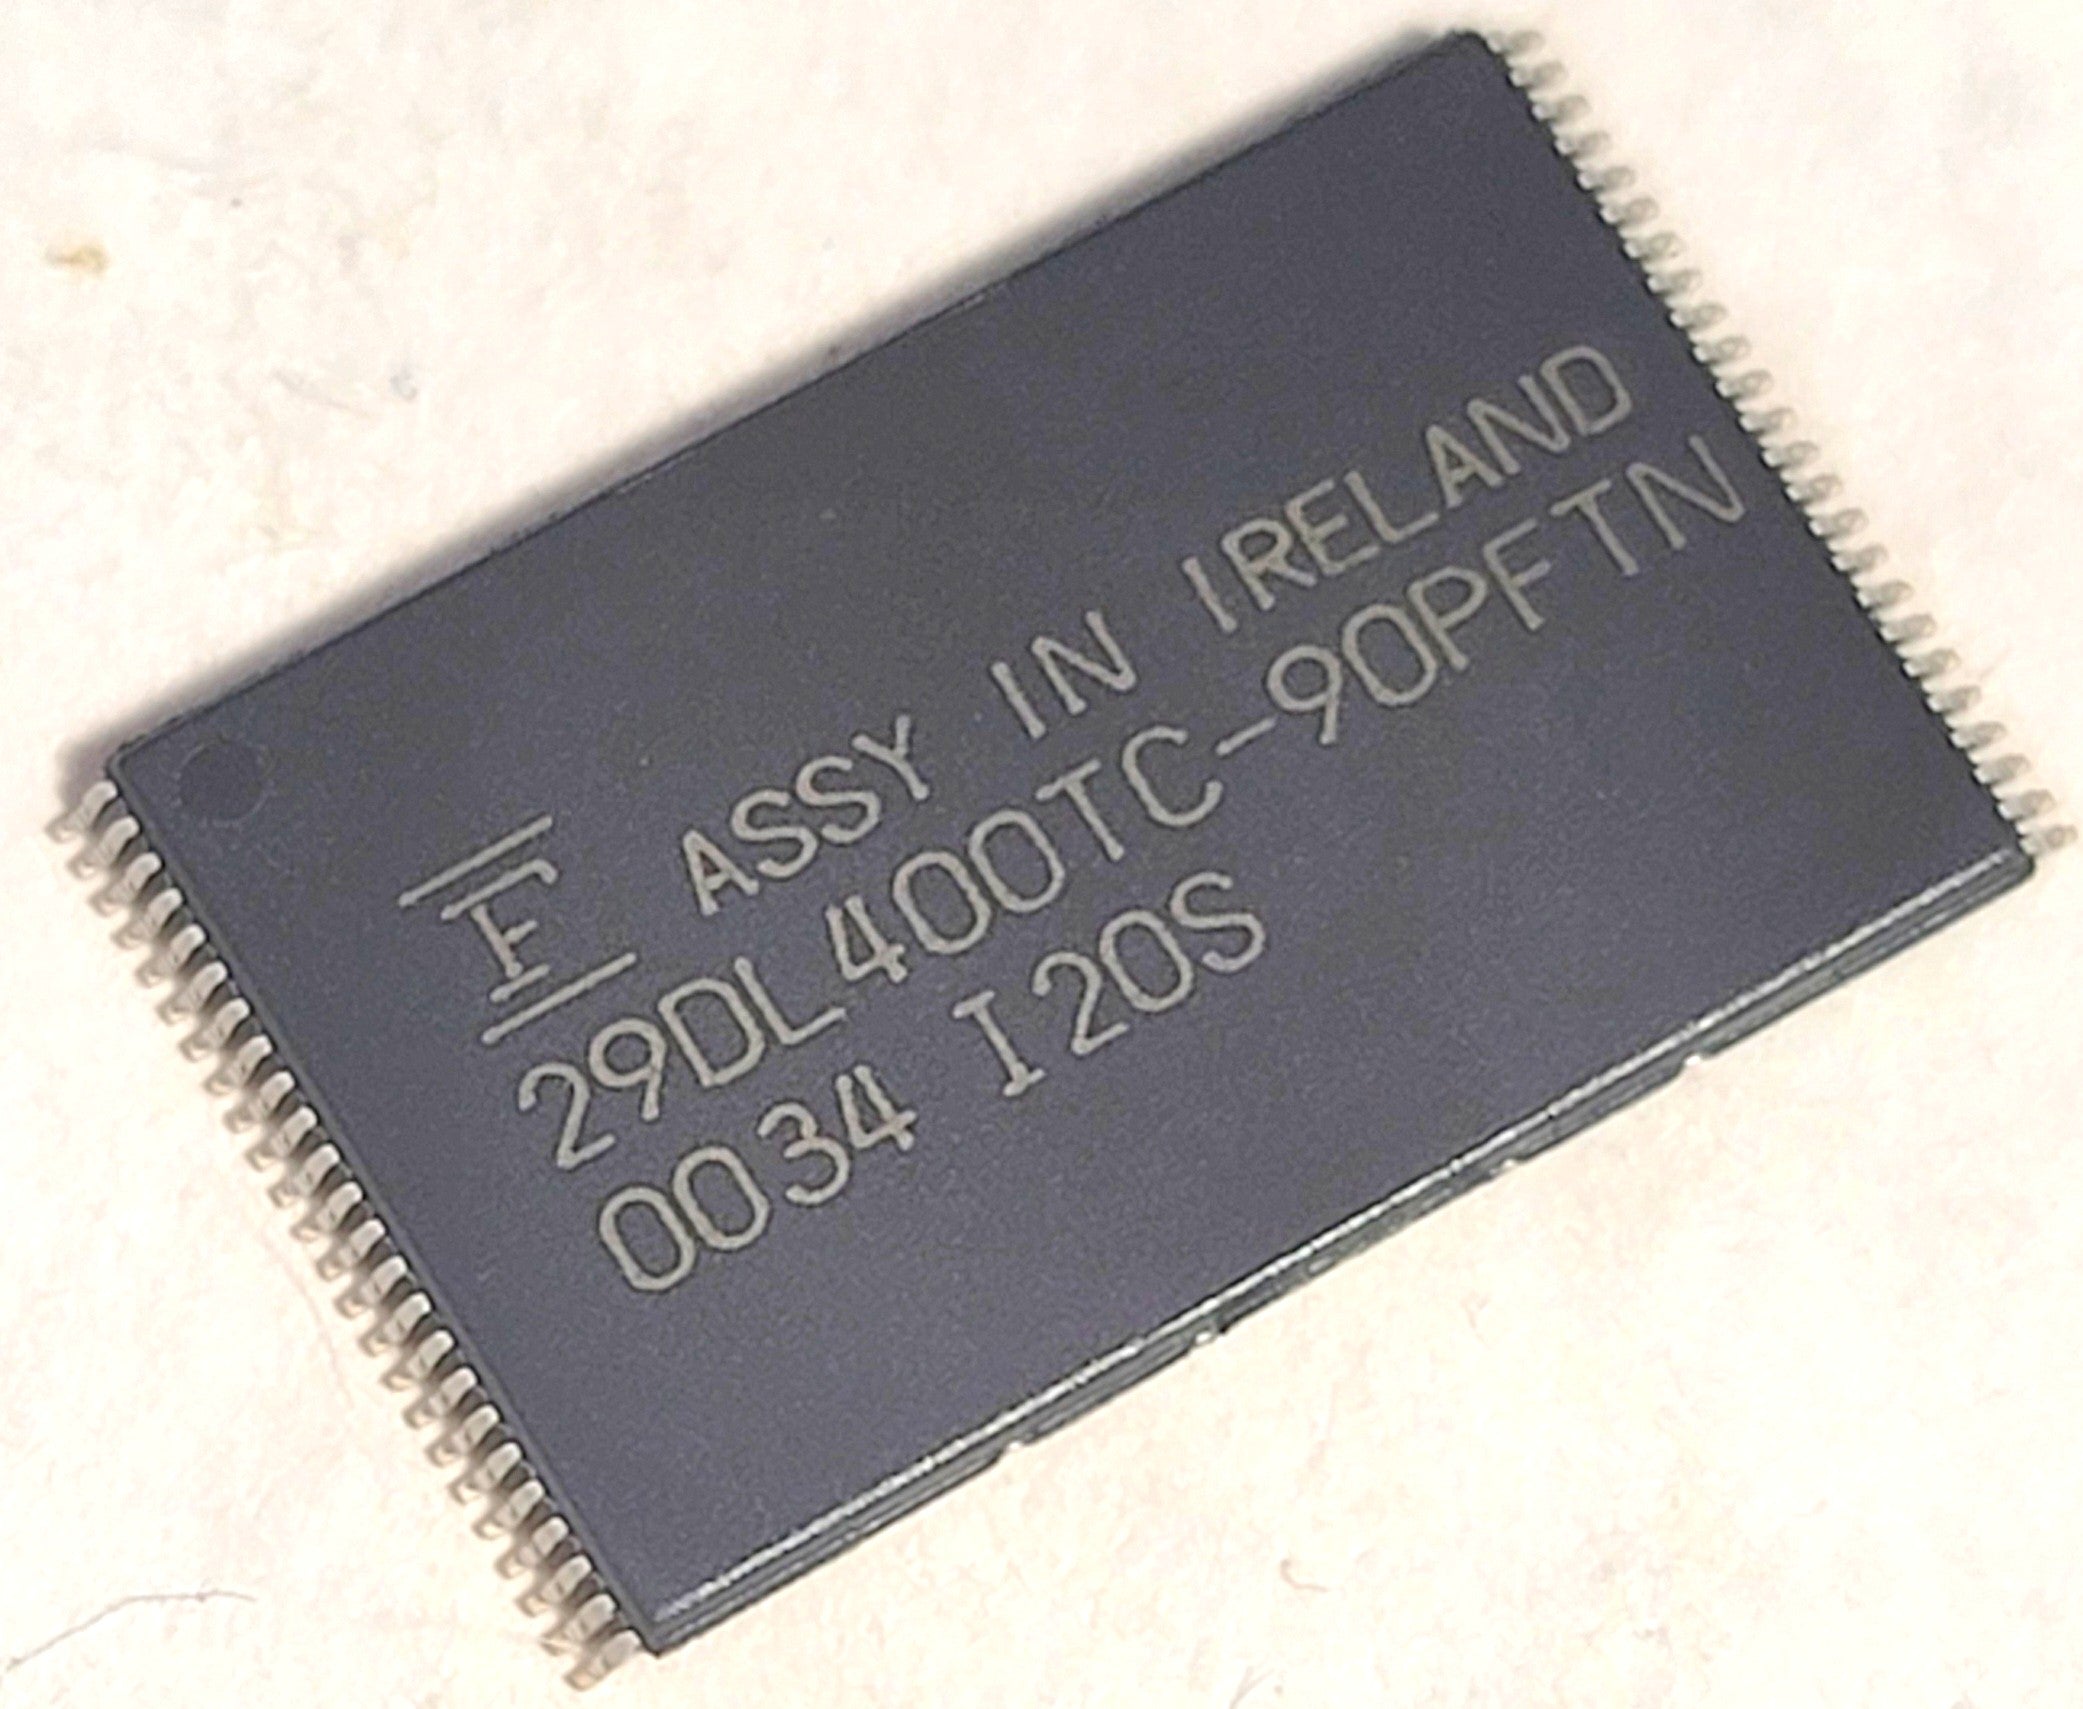 F ASSY IN IRELAND
29DL400TC-90PFTN
0034 I20S